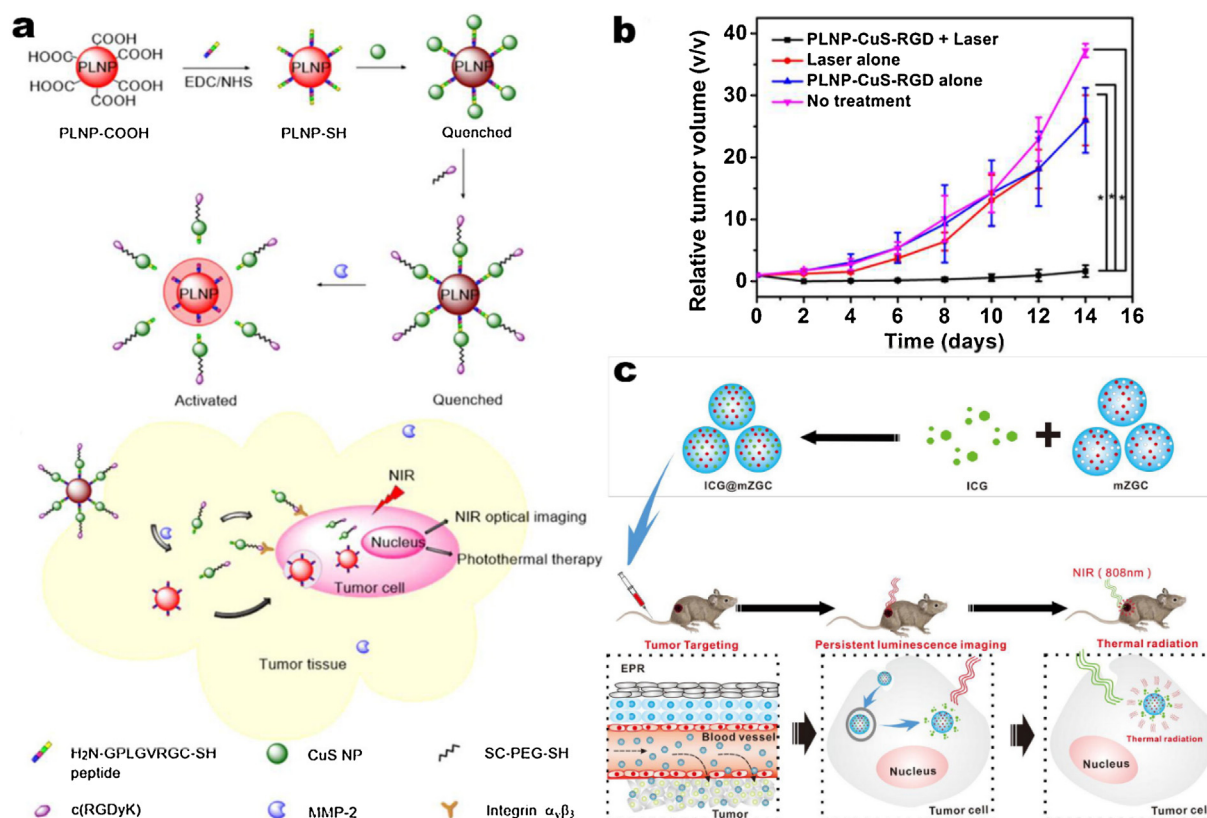 a
HOOC
COOH
HOOC
COOH
PLNP
HOOC
COOH
HOOC
COOH
EDC/NHS
PLNP
PLNP
PLNP-COOH
PLNP-SH
Quenched
PLNP
PLNP
Activated
Quenched
NIR
NIR optical imaging
Nucleus
Photothermal therapy
Tumor cell
Tumor tissue
H2N-GPLGVRGC-SH
peptide
CuS NP
SC-PEG-SH
c(RGDyK)
MMP-2
Integrin αvβ3
b
Relative tumor volume (v/v)
40
30
20
10
0
PLNP-CuS-RGD + Laser
Laser alone
PLNP-CuS-RGD alone
No treatment
* * *
0 2 4 6 8 10 12 14 16
Time (days)
c
ICG@mZGC
ICG
mZGC
NIR ( 808nm )
Tumor Targeting
Persistent luminescence imaging
Thermal radiation
EPR
Blood vessel
Tumor
Nucleus
Tumor cell
Thermal radiation
Nucleus
Tumor cell